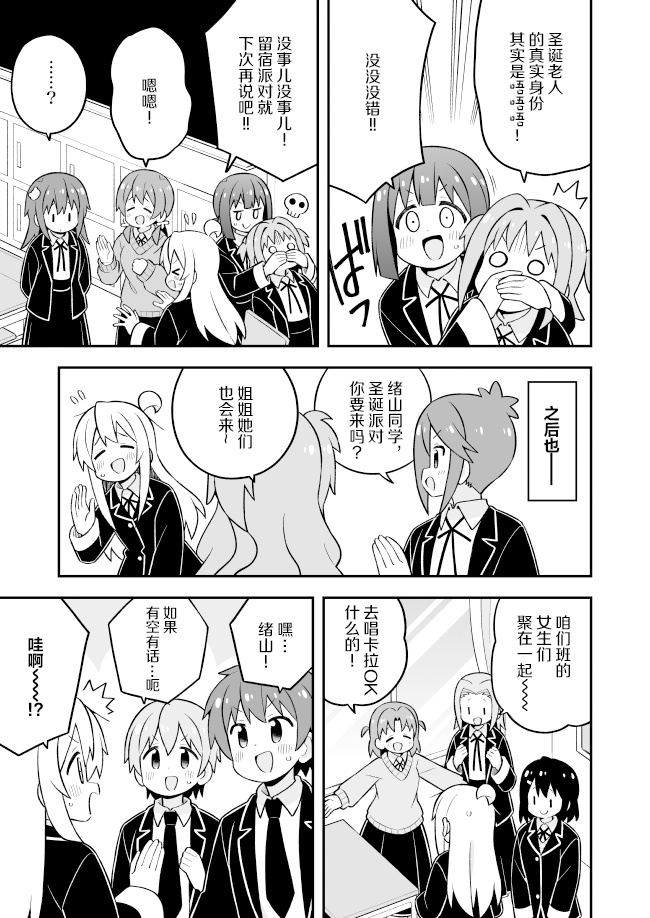 圣诞老人
的真实身份
其实是唔唔唔！
没没没错!!
ばっ
没事儿没事儿！
留宿派对就
下次再说吧!!
嗯嗯！
……？
之后也——
绪山同学，
圣诞派对
你要来吗？
姐姐她们
也会来~
咱们班的
女生们
聚在一起~~~
去唱卡拉OK
什么的！
嘿…
绪山！
如果
有空有话…呃
哇啊~~~!?